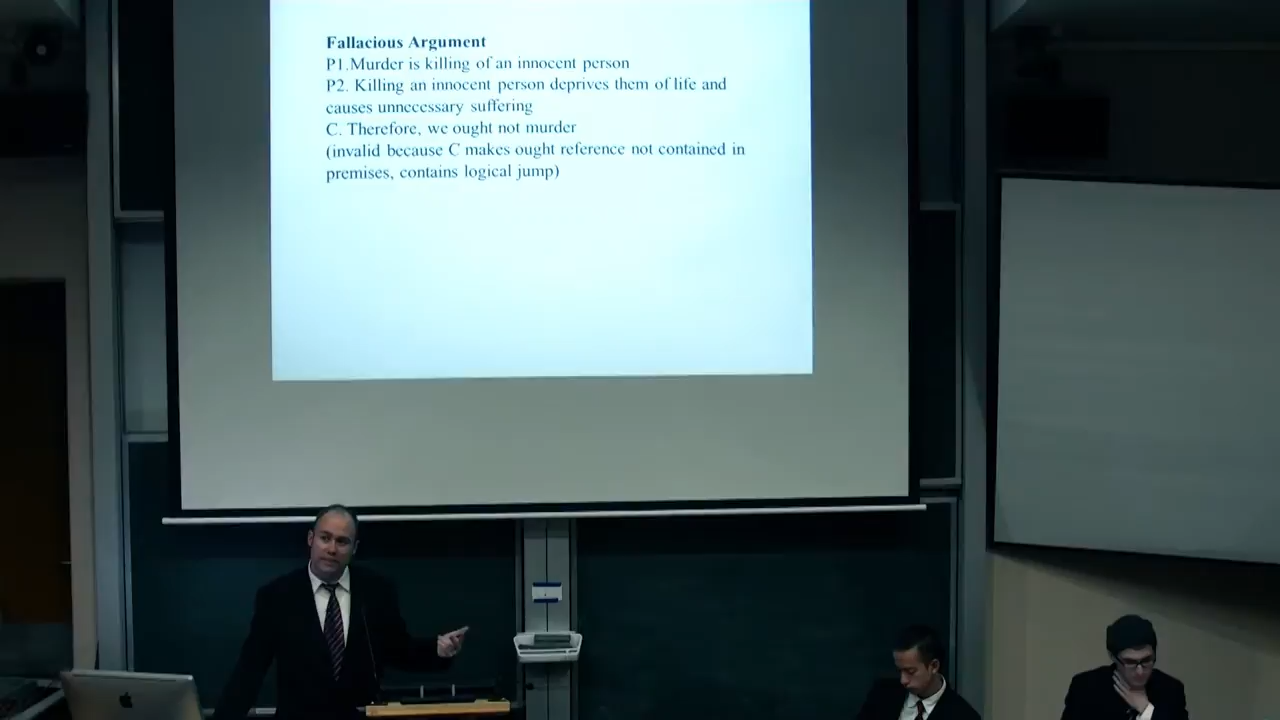 Fallacious Argument
P1.Murder is killing of an innocent person
P2. Killing an innocent person deprives them of life and
causes unnecessary suffering
C. Therefore, we ought not murder
(invalid because C makes ought reference not contained in
premises, contains logical jump)